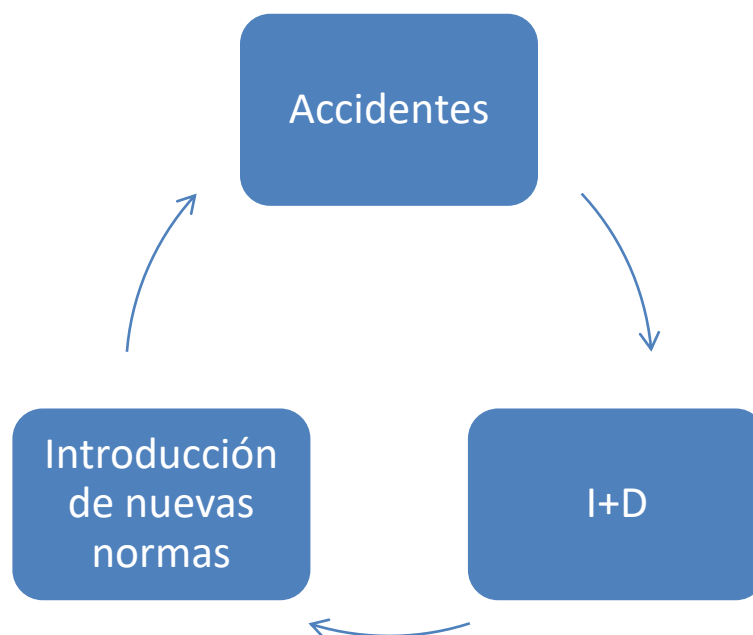 Accidentes
Introducción
de nuevas
normas
I+D